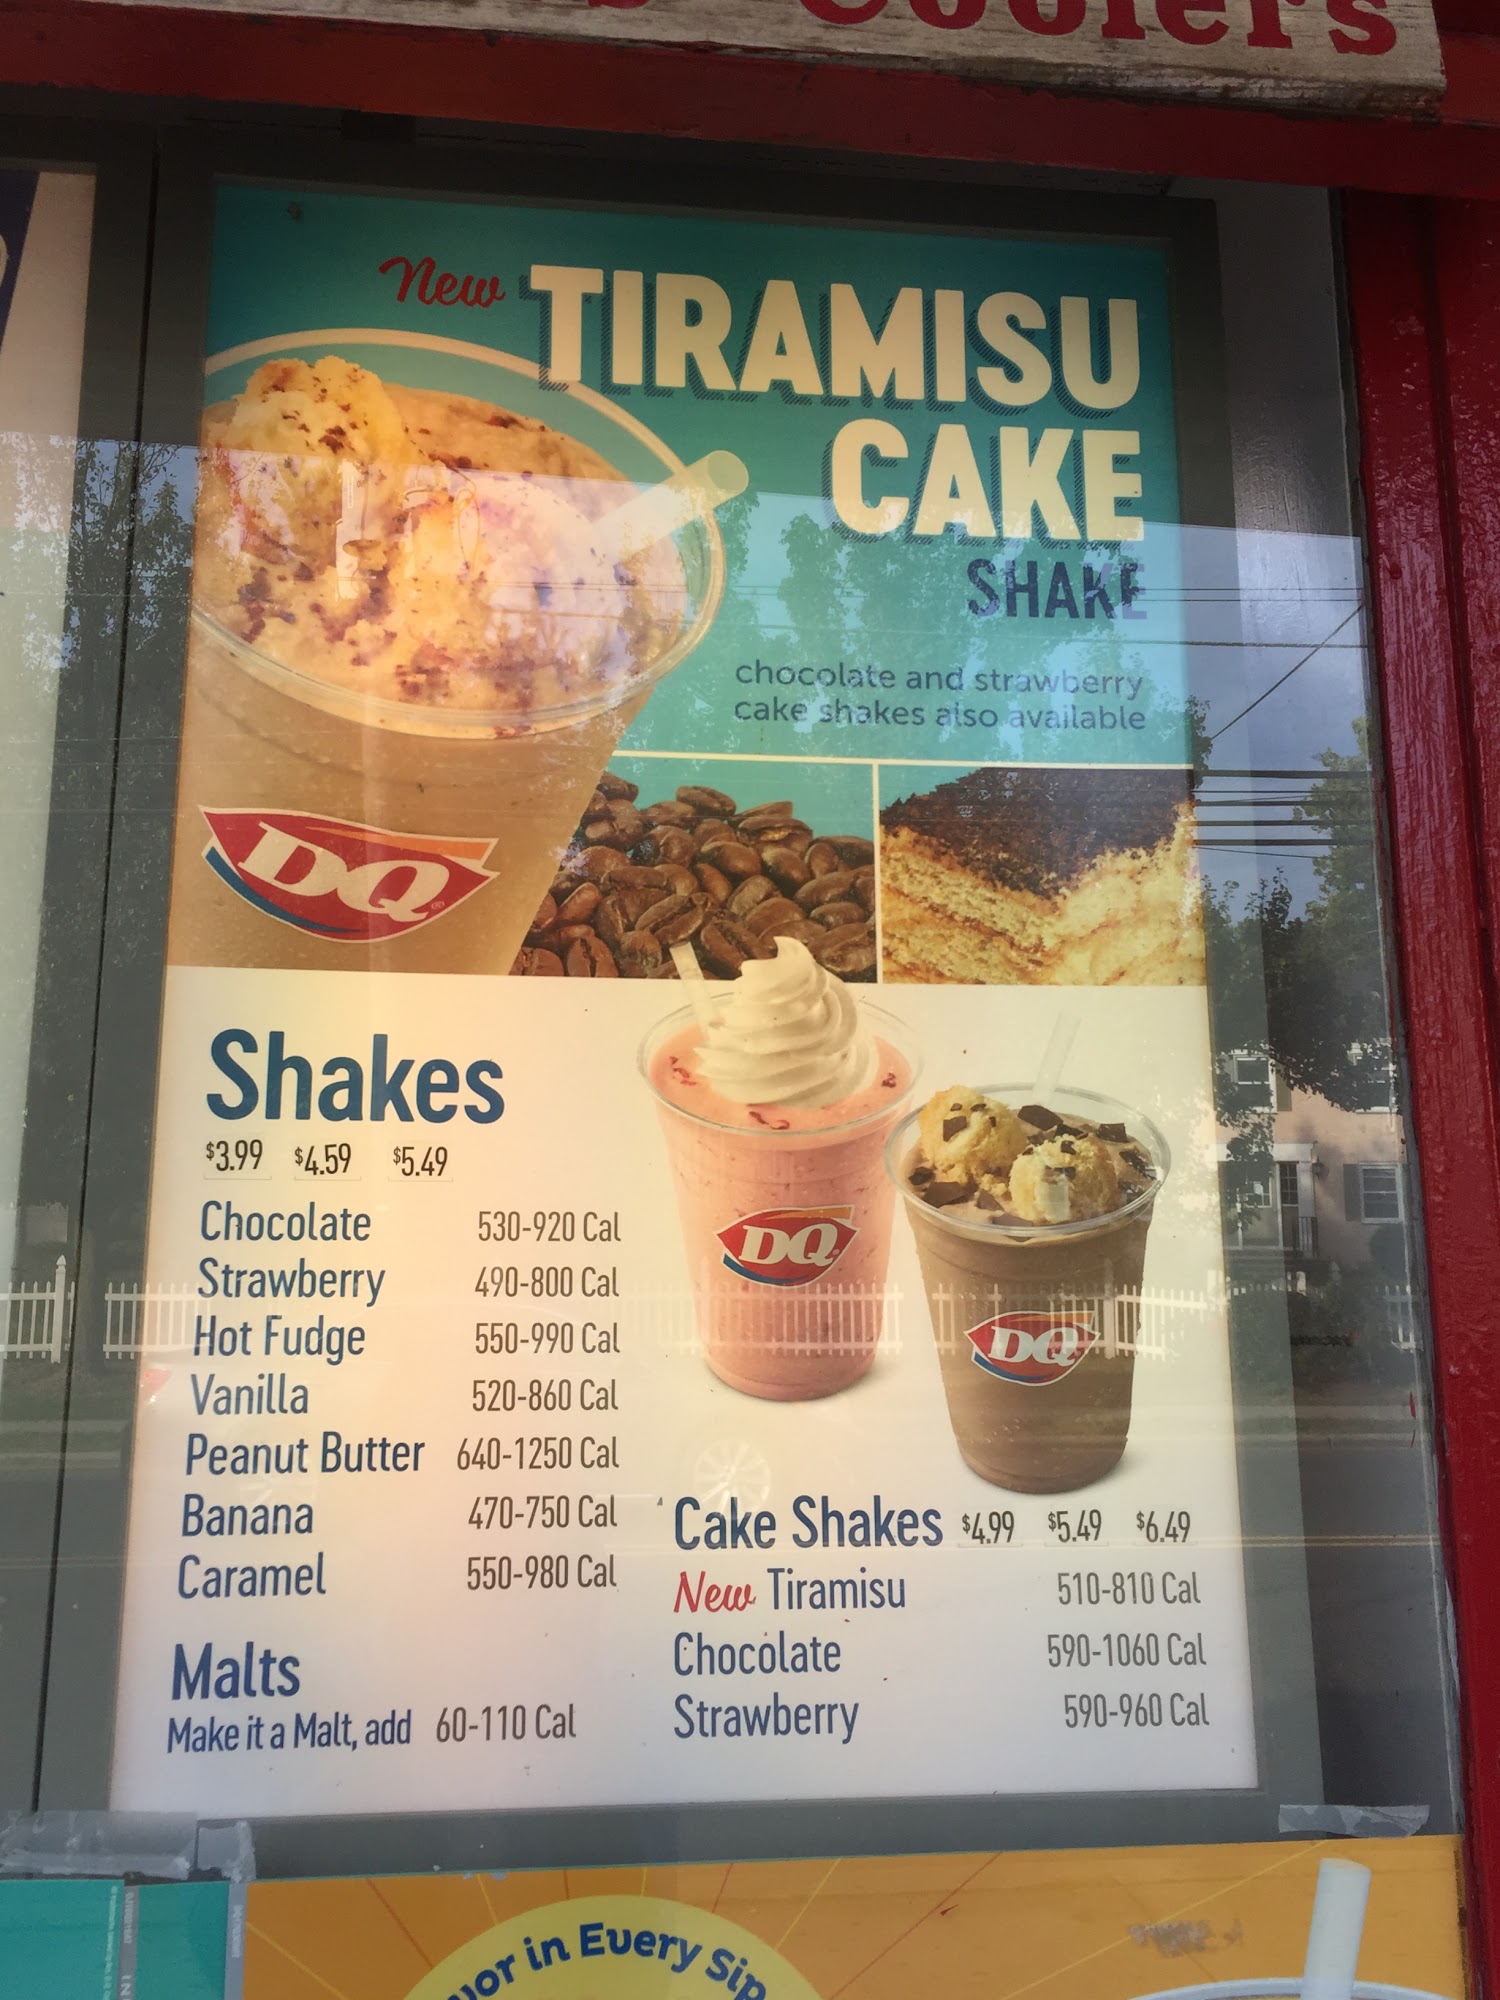 Coolers
New TIRAMISU
CAKE
SHAKE
chocolate and strawberry
cake shakes also available
DQ
Shakes
$3.99 $4.59 $5.49
Chocolate 530-920 Cal
Strawberry 490-800 Cal
Hot Fudge 550-990 Cal
Vanilla 520-860 Cal
Peanut Butter 640-1250 Cal
Banana 470-750 Cal
Caramel 550-980 Cal
Malts
Make it a Malt, add 60-110 Cal
DQ
DQ
Cake Shakes $4.99 $5.49 $6.49
New Tiramisu 510-810 Cal
Chocolate 590-1060 Cal
Strawberry 590-960 Cal
in Every Sip